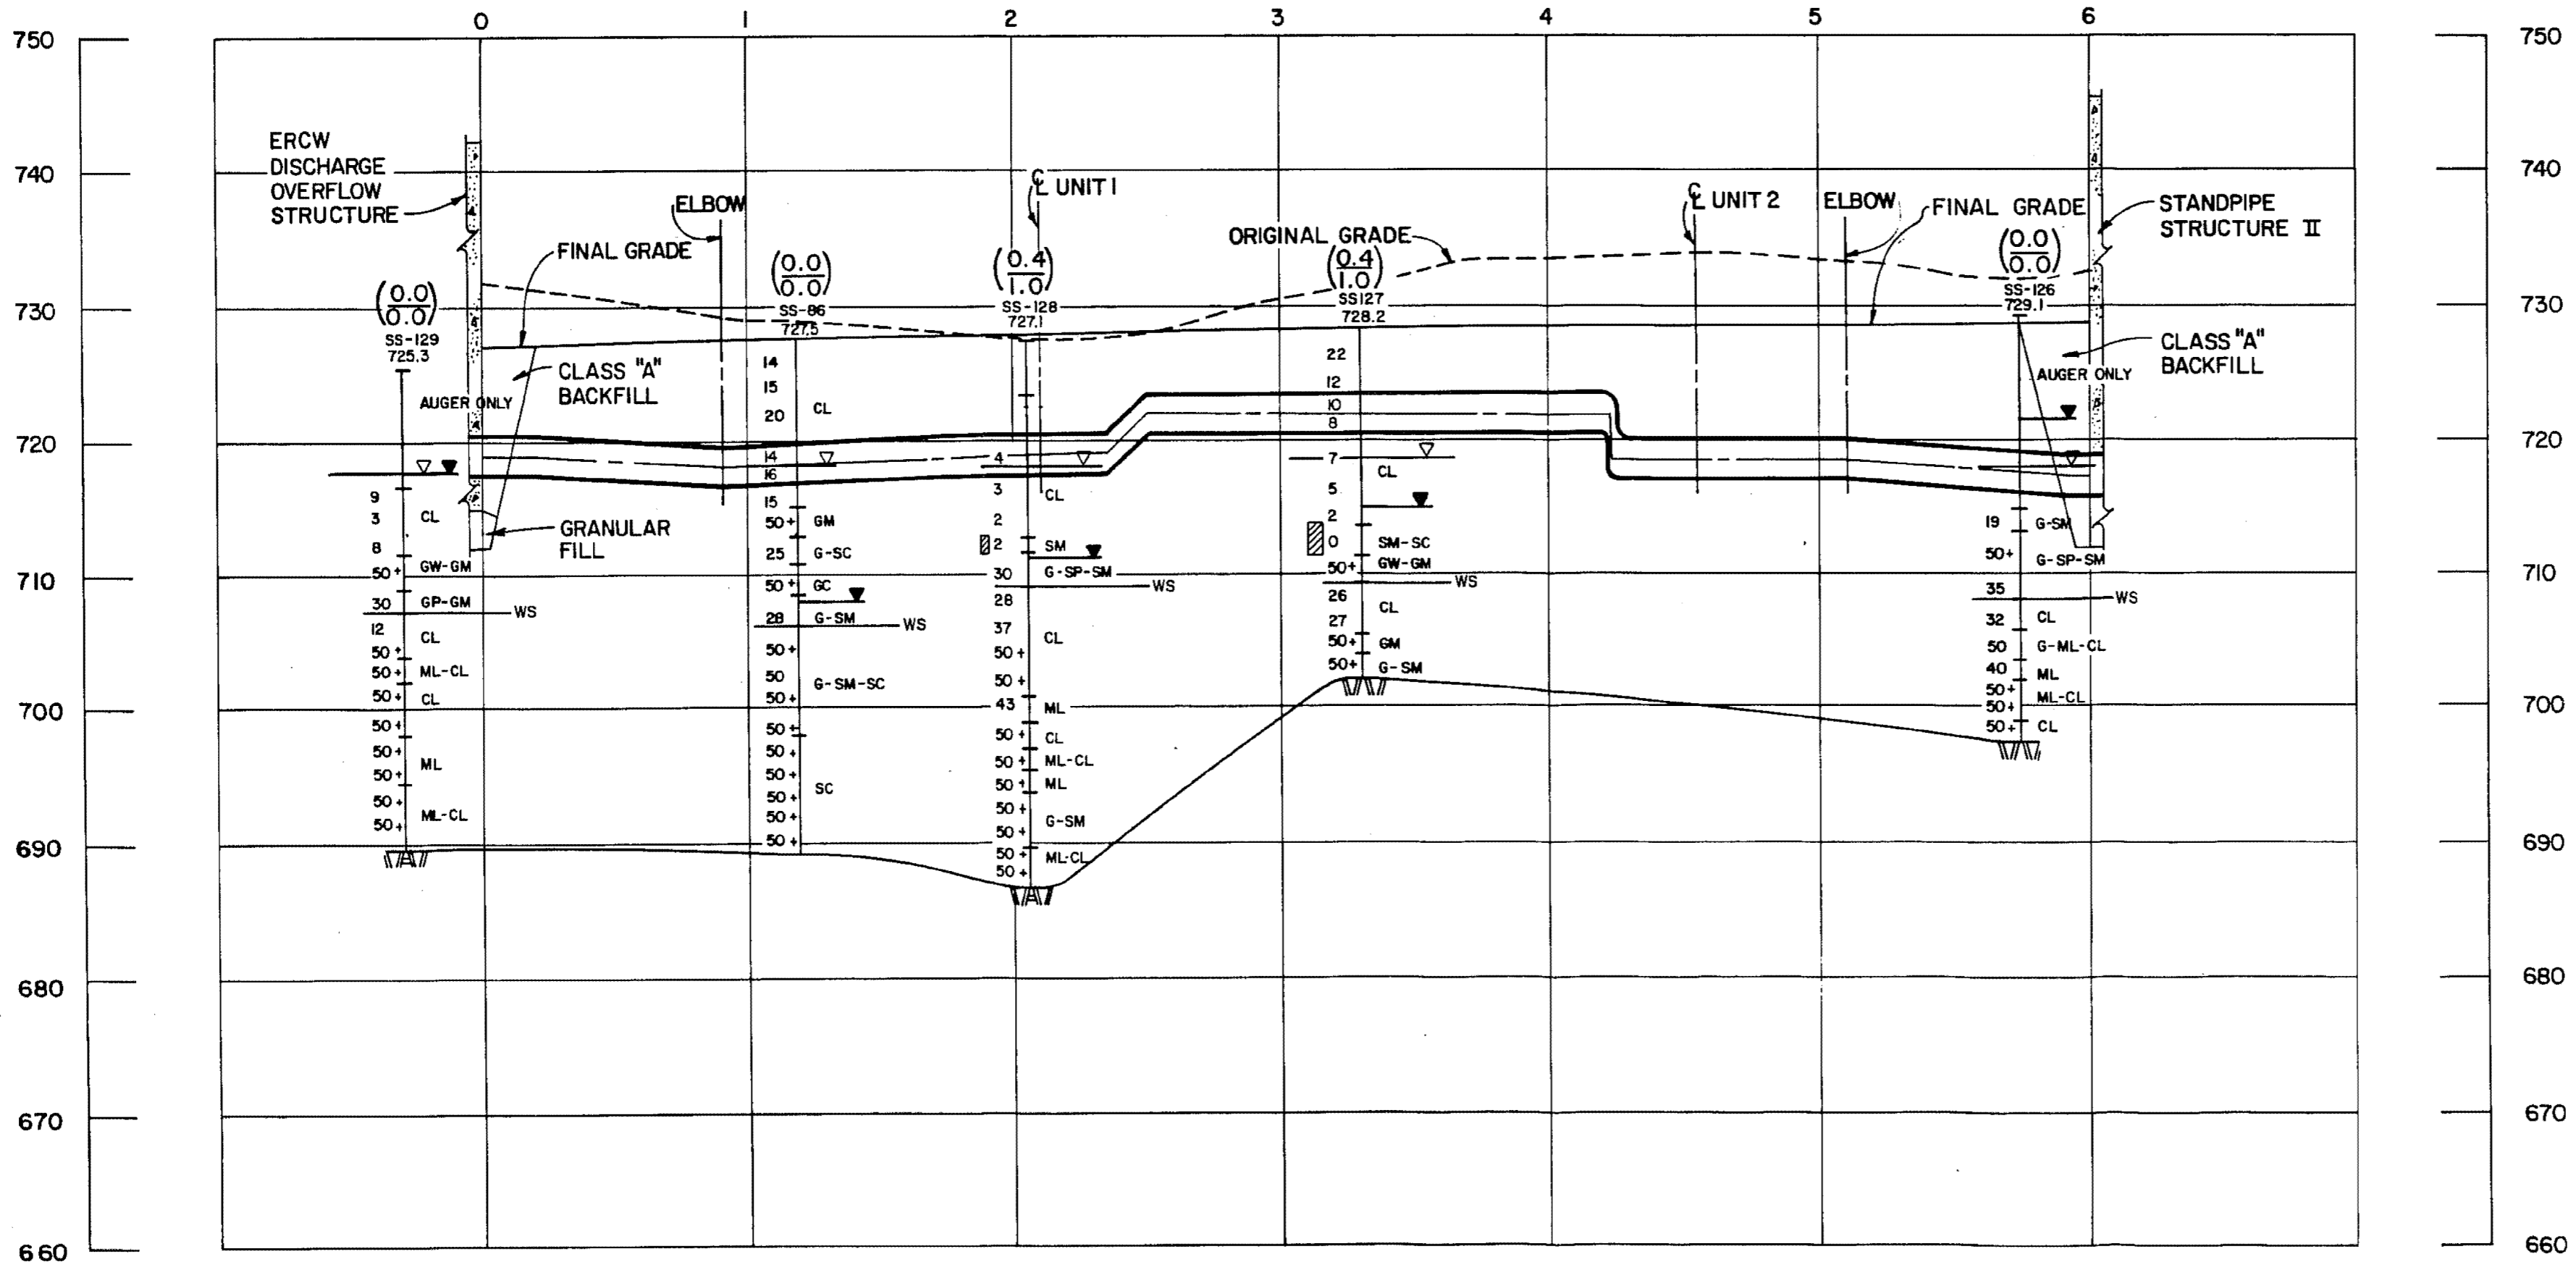 0 1 2 3 4 5 6
750 750
740 740
730 730
720 720
710 710
700 700
690 690
680 680
670 670
660 660
ERCW
DISCHARGE
OVERFLOW
STRUCTURE
FINAL GRADE
ELBOW
℄ UNIT 1
ORIGINAL GRADE
℄ UNIT 2
ELBOW
FINAL GRADE
STANDPIPE
STRUCTURE II
CLASS "A"
BACKFILL
GRANULAR
FILL
CLASS "A"
BACKFILL
(0.0/0.0)
SS-129
725.3
AUGER ONLY
9
3 CL
8
50+ GW-GM
30 GP-GM
WS
12 CL
50+
50+ ML-CL
50+ CL
50+
50+ ML
50+
50+ ML-CL
50+
(0.0/0.0)
SS-86
727.5
14
15
20 CL
14
16
15
50+ GM
25 G-SC
50+ GC
28 G-SM
WS
50+
50 G-SM-SC
50+
50+
50+
50+ SC
50+
50+
50+
(0.4/1.0)
SS-128
727.1
4
3 CL
2
2 SM
30 G-SP-SM
WS
28
37 CL
50+
50+
43 ML
50+ CL
50+ ML-CL
50+ ML
50+ G-SM
50+
50+ ML-CL
50+
(0.4/1.0)
SS127
728.2
22
12
10
8
7 CL
5
2
0 SM-SC
50+ GW-GM
WS
26 CL
27
50+ GM
50+ G-SM
(0.0/0.0)
SS-126
729.1
AUGER ONLY
19 G-SM
50+ G-SP-SM
35
WS
32 CL
50 G-ML-CL
40 ML
50+ ML-CL
50+
50+ CL